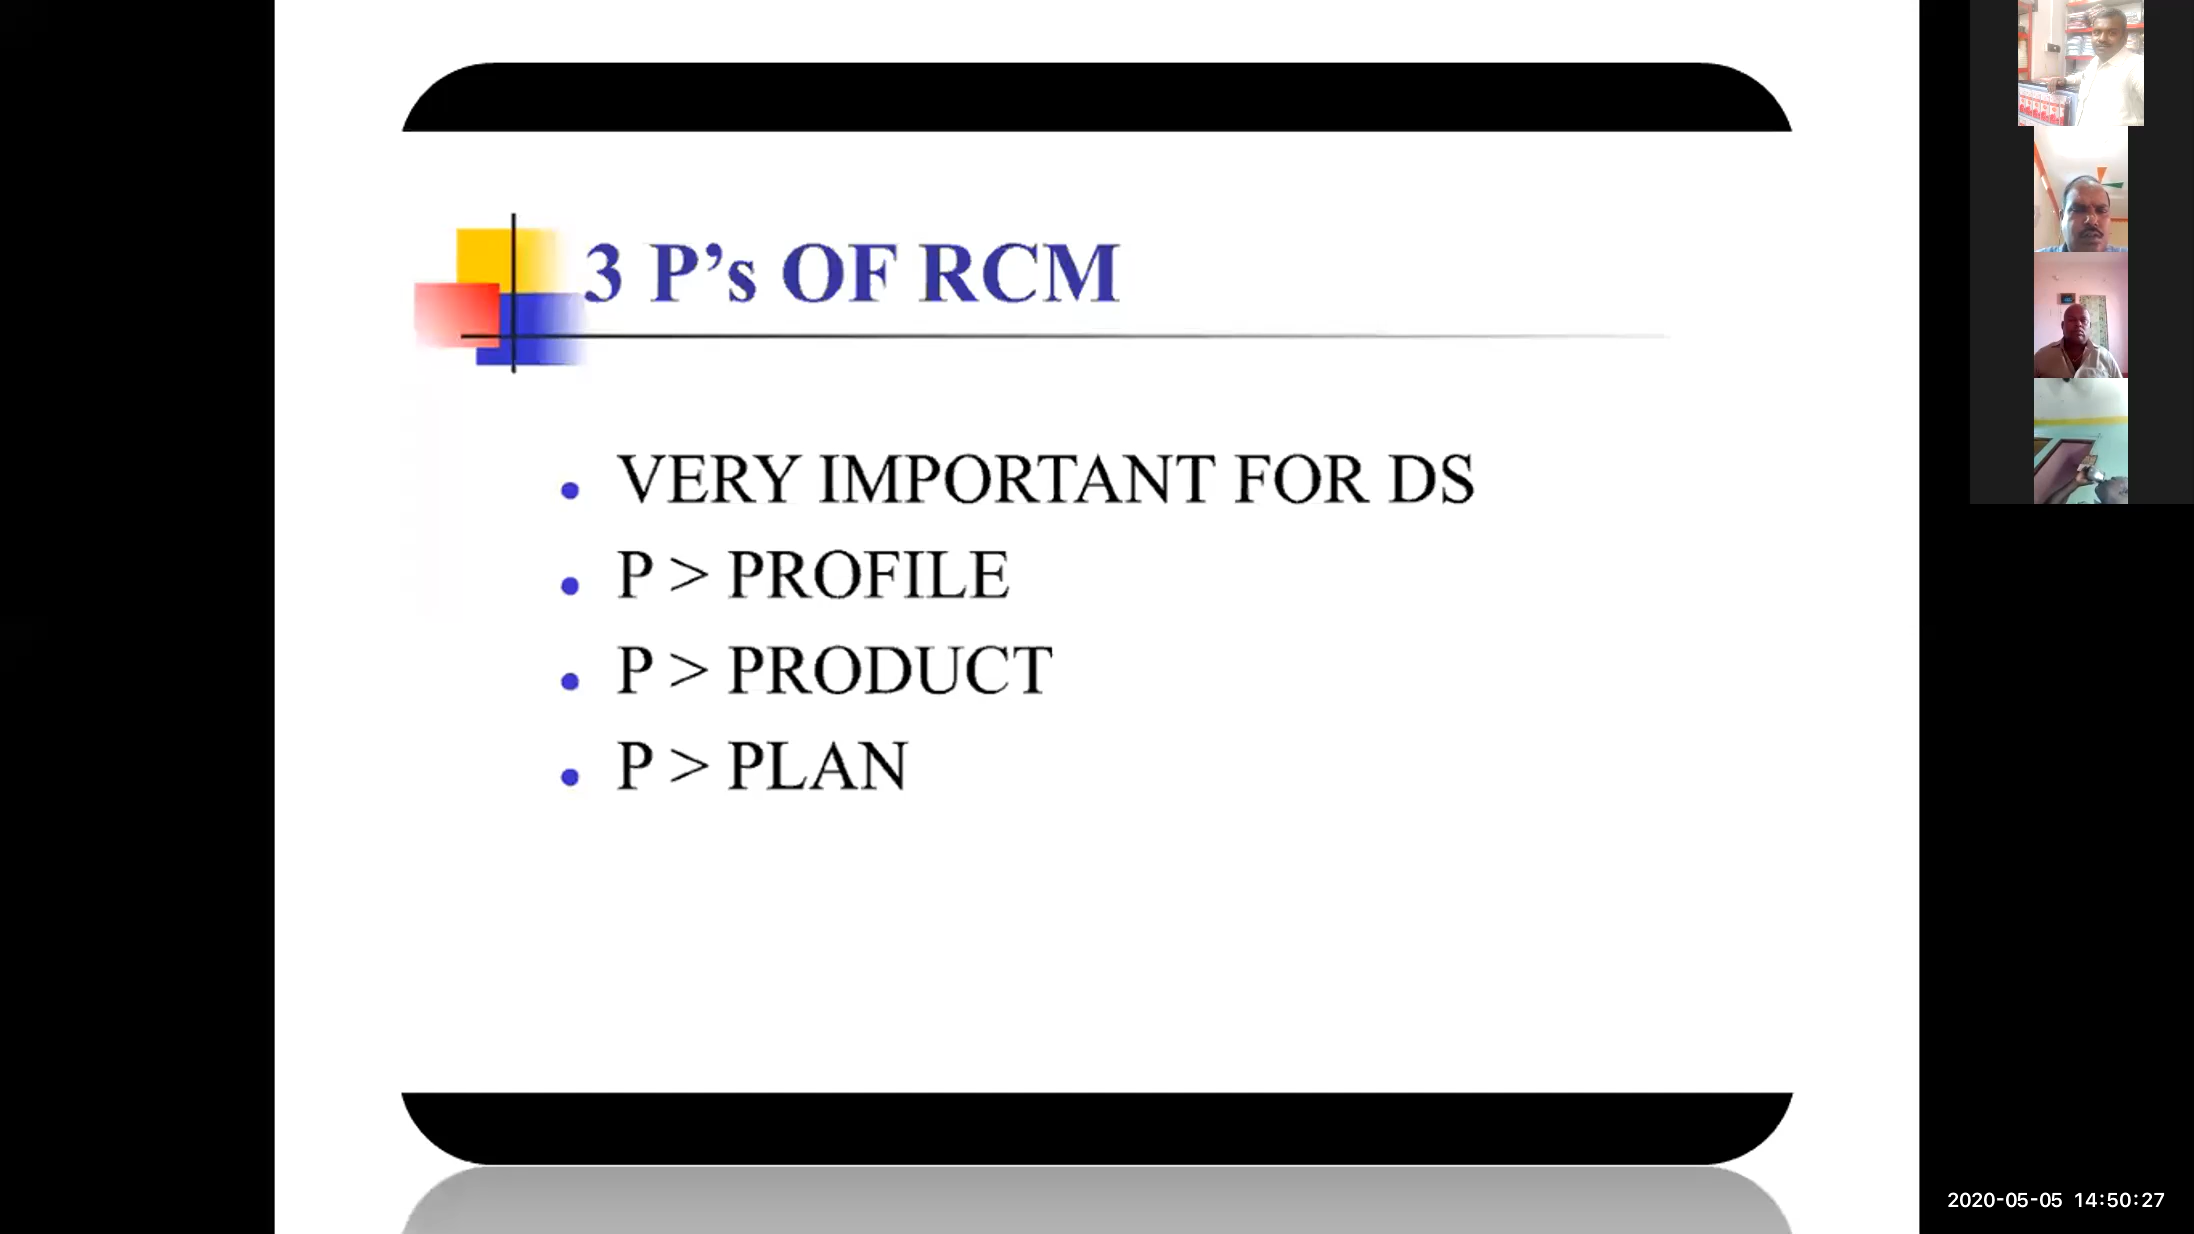 3 P’s OF RCM
VERY IMPORTANT FOR DS
P > PROFILE
P > PRODUCT
P > PLAN
2020-05-05 14:50:27